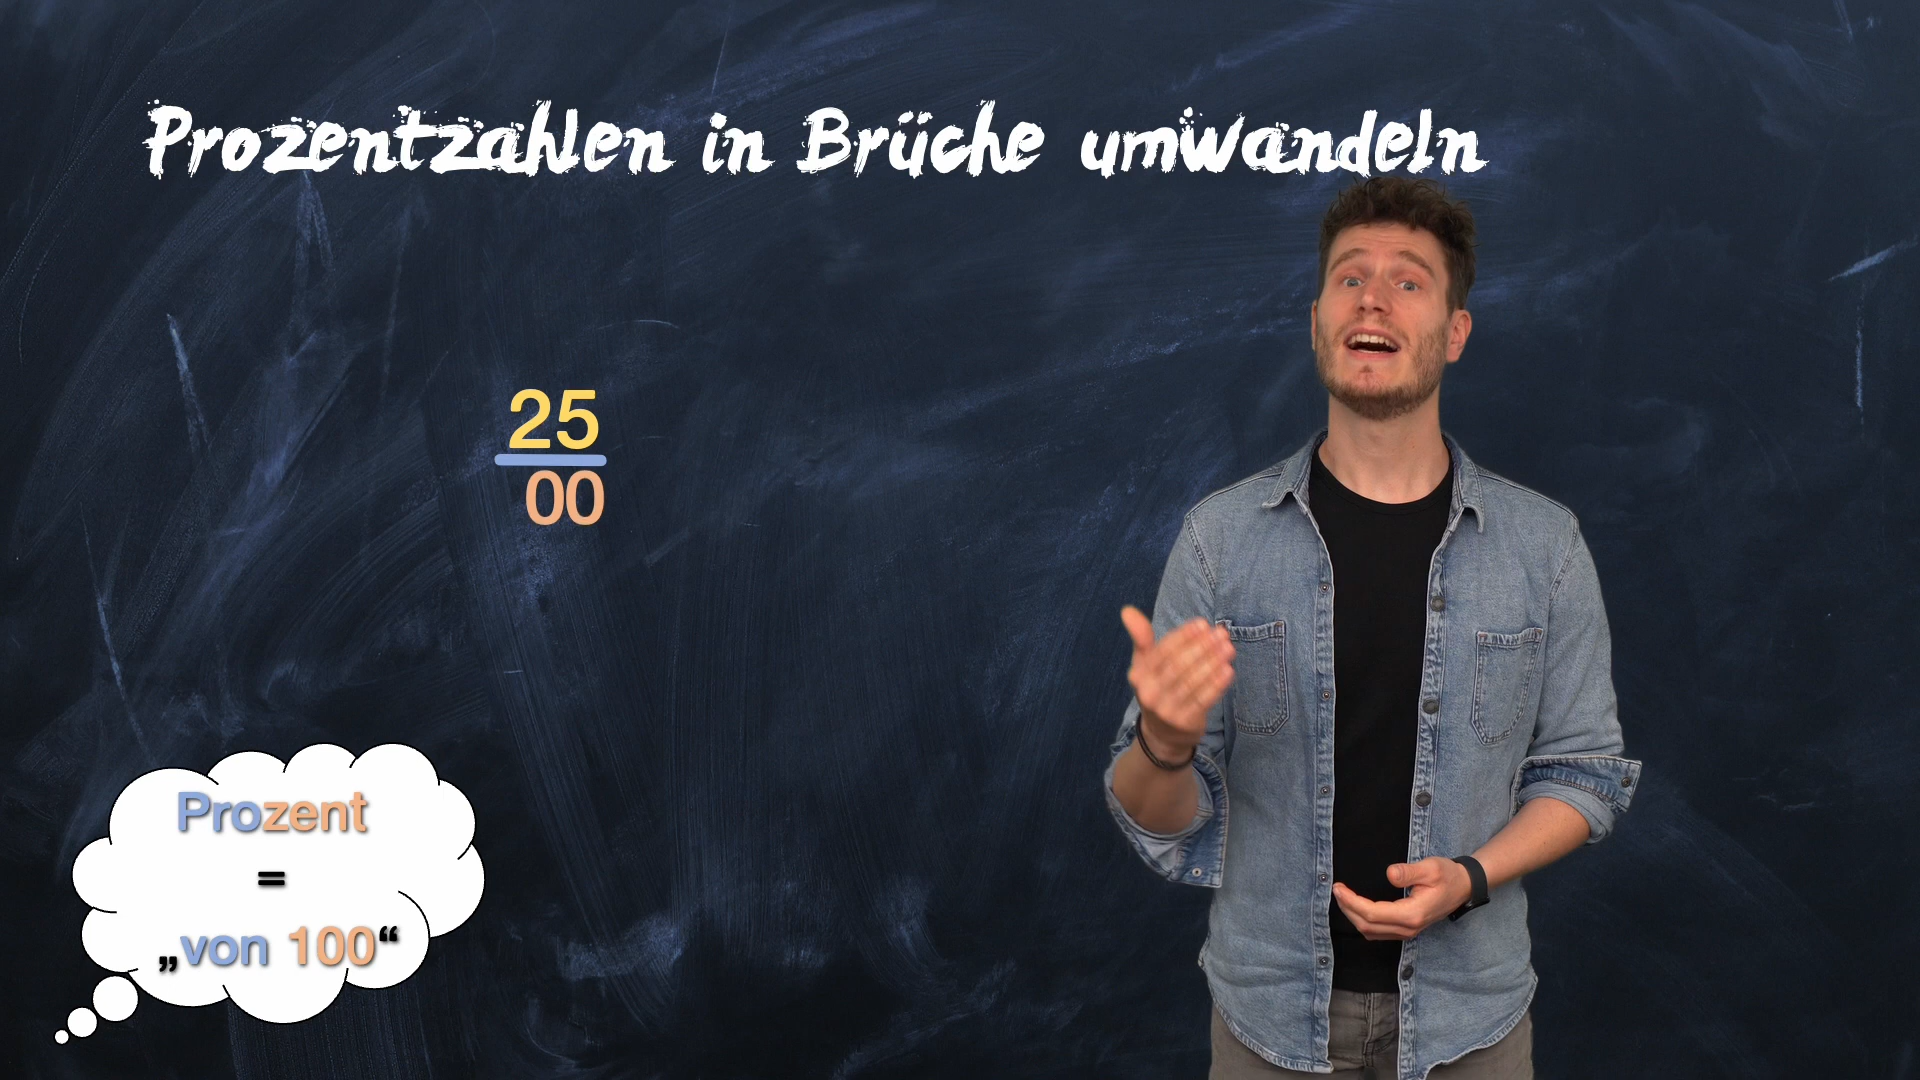 Prozentzahlen in Brüche umwandeln
25
00
Prozent
=
„von 100“